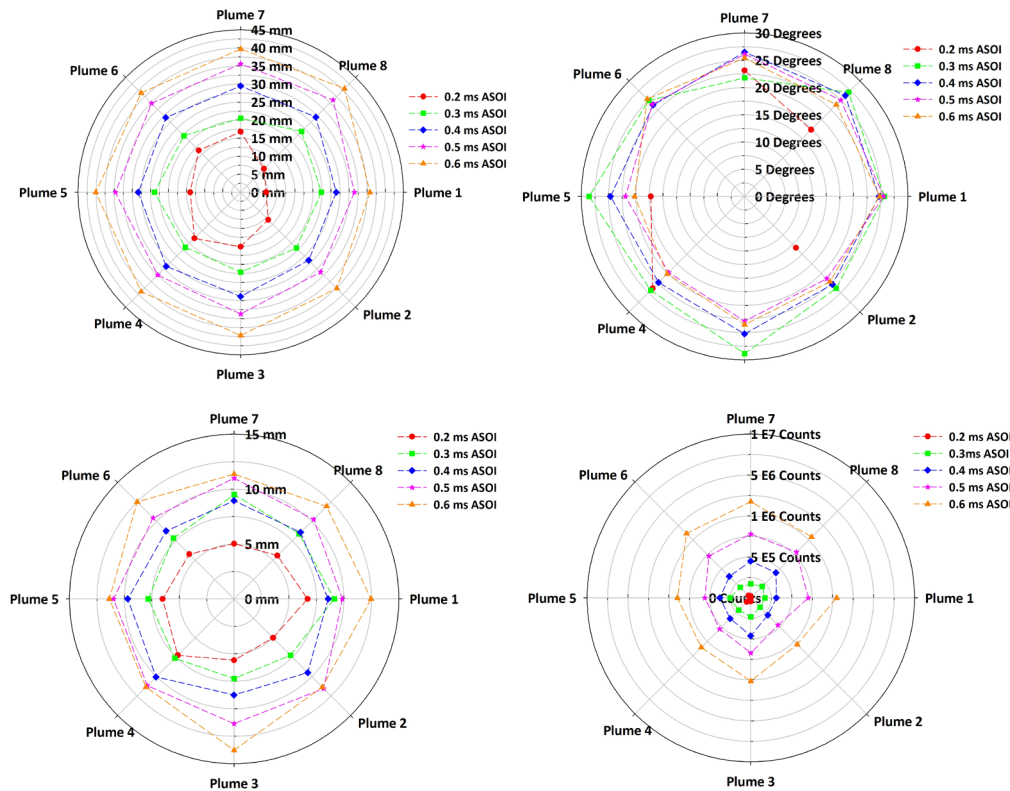 Plume 7
45 mm
40 mm
35 mm
30 mm
25 mm
20 mm
15 mm
10 mm
5 mm
0 mm
Plume 8
Plume 1
Plume 2
Plume 3
Plume 4
Plume 5
Plume 6
0.2 ms ASOI
0.3 ms ASOI
0.4 ms ASOI
0.5 ms ASOI
0.6 ms ASOI
Plume 7
30 Degrees
25 Degrees
20 Degrees
15 Degrees
10 Degrees
5 Degrees
0 Degrees
Plume 8
Plume 1
Plume 2
Plume 4
Plume 5
Plume 6
0.2 ms ASOI
0.3 ms ASOI
0.4 ms ASOI
0.5 ms ASOI
0.6 ms ASOI
Plume 7
15 mm
10 mm
5 mm
0 mm
Plume 8
Plume 1
Plume 2
Plume 3
Plume 4
Plume 5
Plume 6
0.2 ms ASOI
0.3 ms ASOI
0.4 ms ASOI
0.5 ms ASOI
0.6 ms ASOI
Plume 7
1 E7 Counts
5 E6 Counts
1 E6 Counts
5 E5 Counts
0 Counts
Plume 8
Plume 1
Plume 2
Plume 3
Plume 4
Plume 5
Plume 6
0.2 ms ASOI
0.3ms ASOI
0.4 ms ASOI
0.5 ms ASOI
0.6 ms ASOI